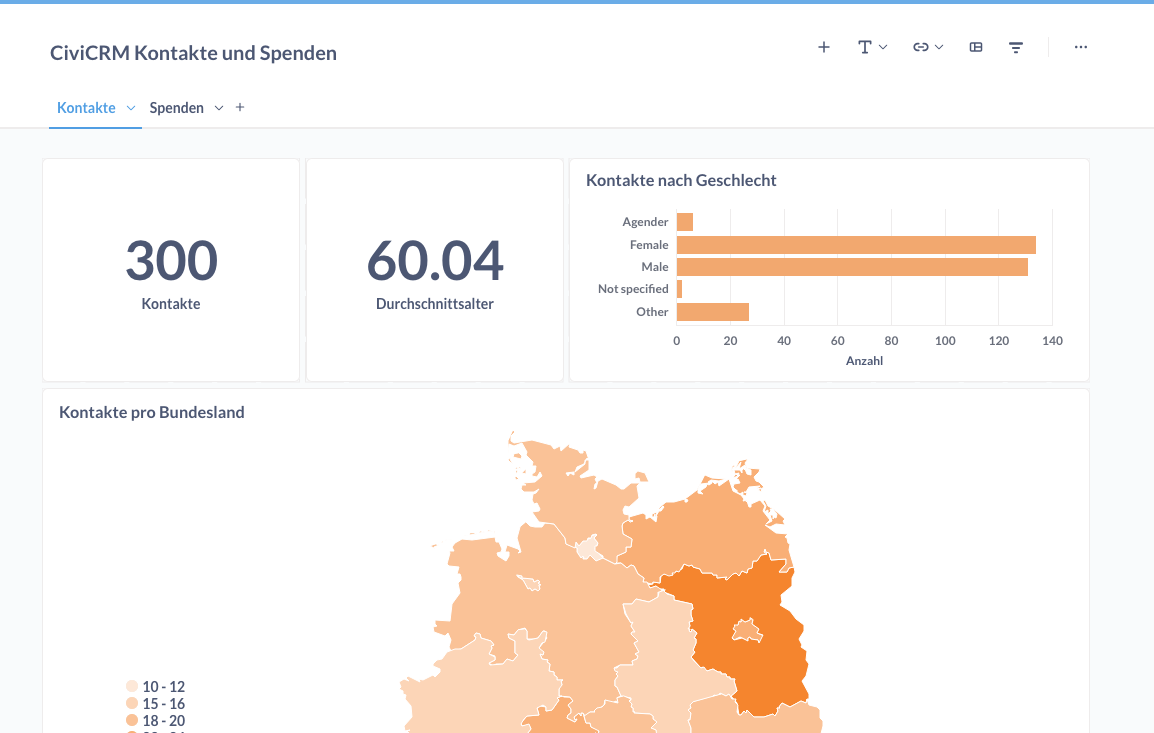 CiviCRM Kontakte und Spenden
Kontakte Spenden
300
Kontakte
60.04
Durchschnittsalter
Kontakte nach Geschlecht
Agender
Female
Male
Not specified
Other
0 20 40 60 80 100 120 140
Anzahl
Kontakte pro Bundesland
10 - 12
15 - 16
18 - 20